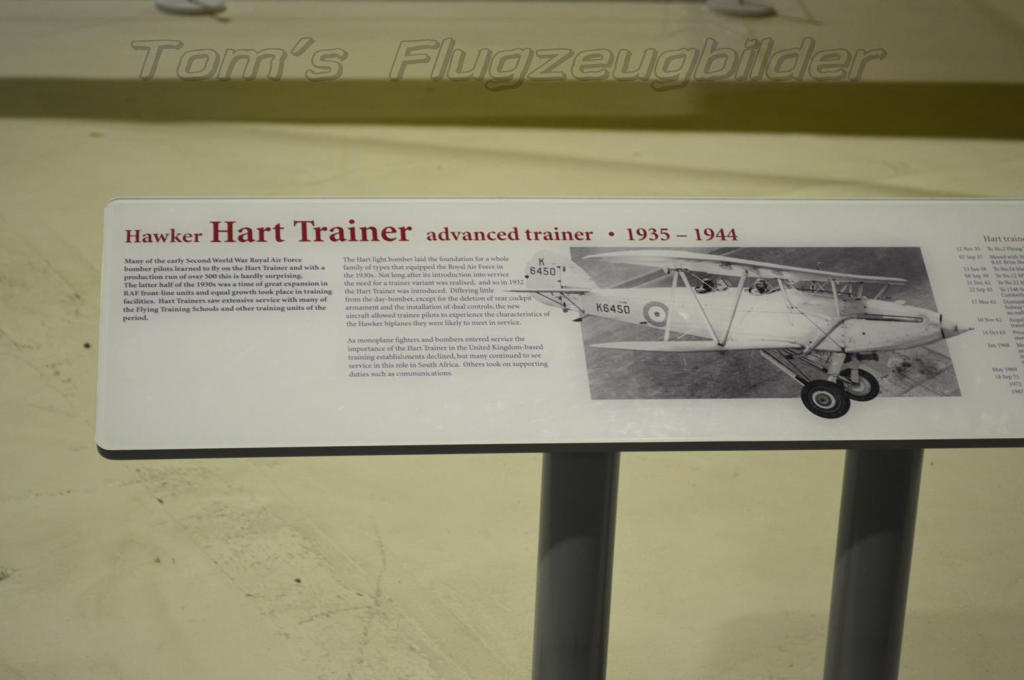 Tom's Flugzeugbilder
Hawker Hart Trainer advanced trainer • 1935 – 1944
Many of the early Second World War Royal Air Force
bomber pilots learned to fly on the Hart Trainer and with a
production run of over 500 this is hardly surprising.
The latter half of the 1930s was a time of great expansion in
RAF front-line units and equal growth took place in training
facilities. Hart Trainers saw extensive service with many of
the Flying Training Schools and other training units of the
period.
The Hart light bomber laid the foundation for a whole
family of types that equipped the Royal Air Force in
the 1930s. Not long after its introduction into service
the need for a trainer variant was realised, and so in 1932
the Hart Trainer was introduced. Differing little
from the day-bomber, except for the deletion of rear cockpit
armament and the installation of dual controls, the new
aircraft allowed trainee pilots to experience the characteristics of
the Hawker biplanes they were likely to meet in service.
As monoplane fighters and bombers entered service the
importance of the Hart Trainer in the United Kingdom-based
training establishments declined, but many continued to see
service in this role in South Africa. Others took on supporting
duties such as communications.
K
6450
K6450
Hart traine
12 Nov 35 To No.2 Flying